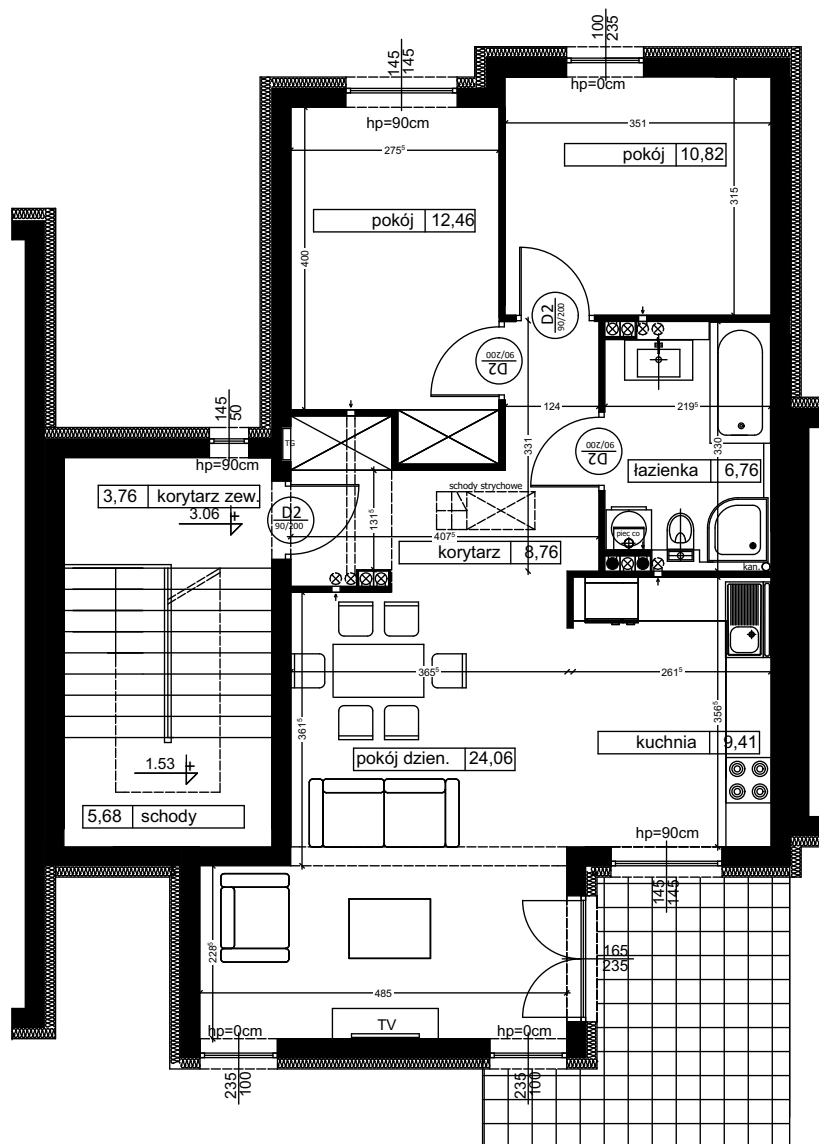 100
235
145
145
hp=0cm
hp=90cm
351
275⁵
pokój 10,82
315
pokój 12,46
400
D2
90/200
D2
90/200
145
50
124
219⁵
331
330
TG
hp=90cm
D2
90/200
łazienka 6,76
3,76 korytarz zew.
schody strychowe
3.06
D2
90/200
131⁵
407⁵
piec co
korytarz 8,76
kan.
365⁵
261⁵
361⁵
356⁵
kuchnia 9,41
pokój dzien. 24,06
1.53
5,68 schody
hp=90cm
145
145
228⁵
165
235
485
TV
hp=0cm
hp=0cm
235
100
235
100